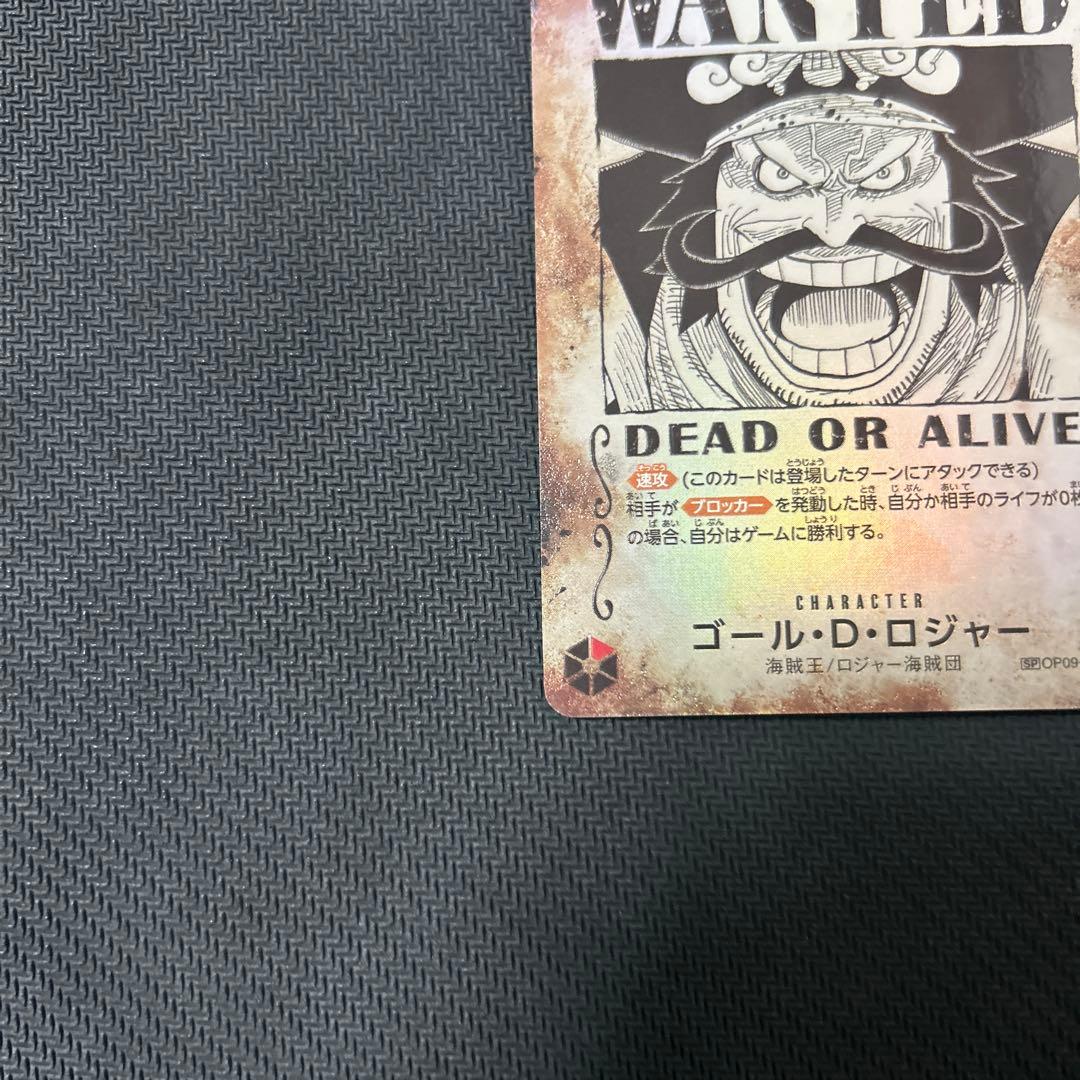 WANTED
DEAD OR ALIVE
速攻 (このカードは登場したターンにアタックできる)
相手が ブロッカー を発動した時、自分か相手のライフが0枚
の場合、自分はゲームに勝利する。
CHARACTER
ゴール・D・ロジャー
海賊王/ロジャー海賊団 SP OP09